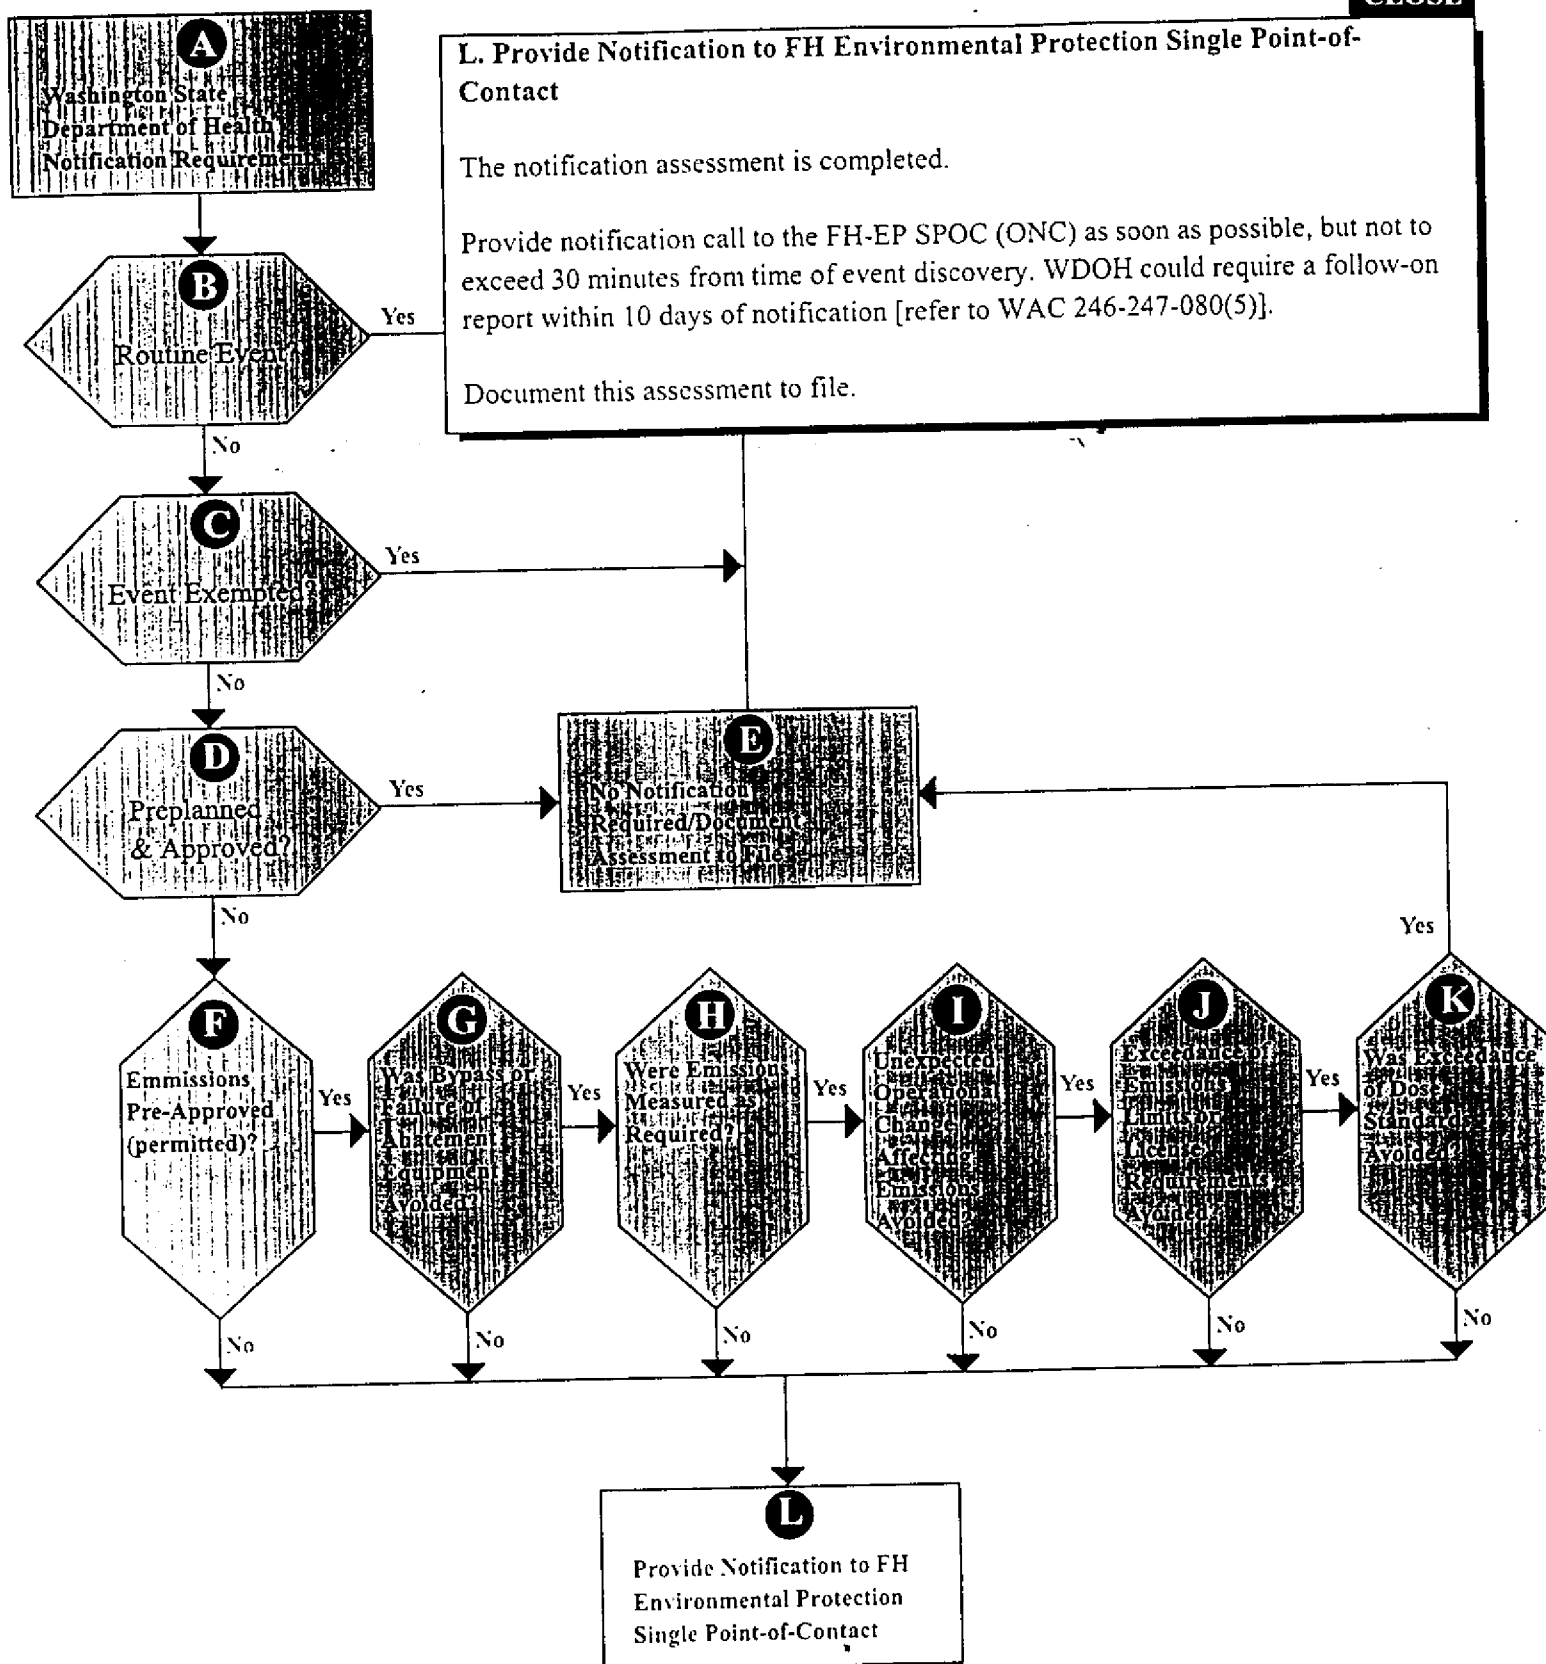 CLOSE
A
Washington State
Department of Health
Notification Requirements
L. Provide Notification to FH Environmental Protection Single Point-of-
Contact
The notification assessment is completed.
Provide notification call to the FH-EP SPOC (ONC) as soon as possible, but not to
exceed 30 minutes from time of event discovery. WDOH could require a follow-on
report within 10 days of notification [refer to WAC 246-247-080(5)].
Document this assessment to file.
B
Routine Event
Yes
No
C
Event Exempted?
Yes
No
D
Preplanned
& Approved?
Yes
No
E
No Notification
Required/Document
Assessment to File
F
Emmissions
Pre-Approved
(permitted)?
Yes
No
G
Was Bypass or
Failure of
Abatement
Equipment
Avoided?
Yes
No
H
Were Emissions
Measured as
Required?
Yes
No
I
Unexpected
Operational
Change
Affecting
Emissions
Avoided?
Yes
No
J
Exceedance of
Emissions
Limits or
License
Requirements
Avoided?
Yes
No
K
Was Exceedance
of Dose
Standards
Avoided?
Yes
No
L
Provide Notification to FH
Environmental Protection
Single Point-of-Contact